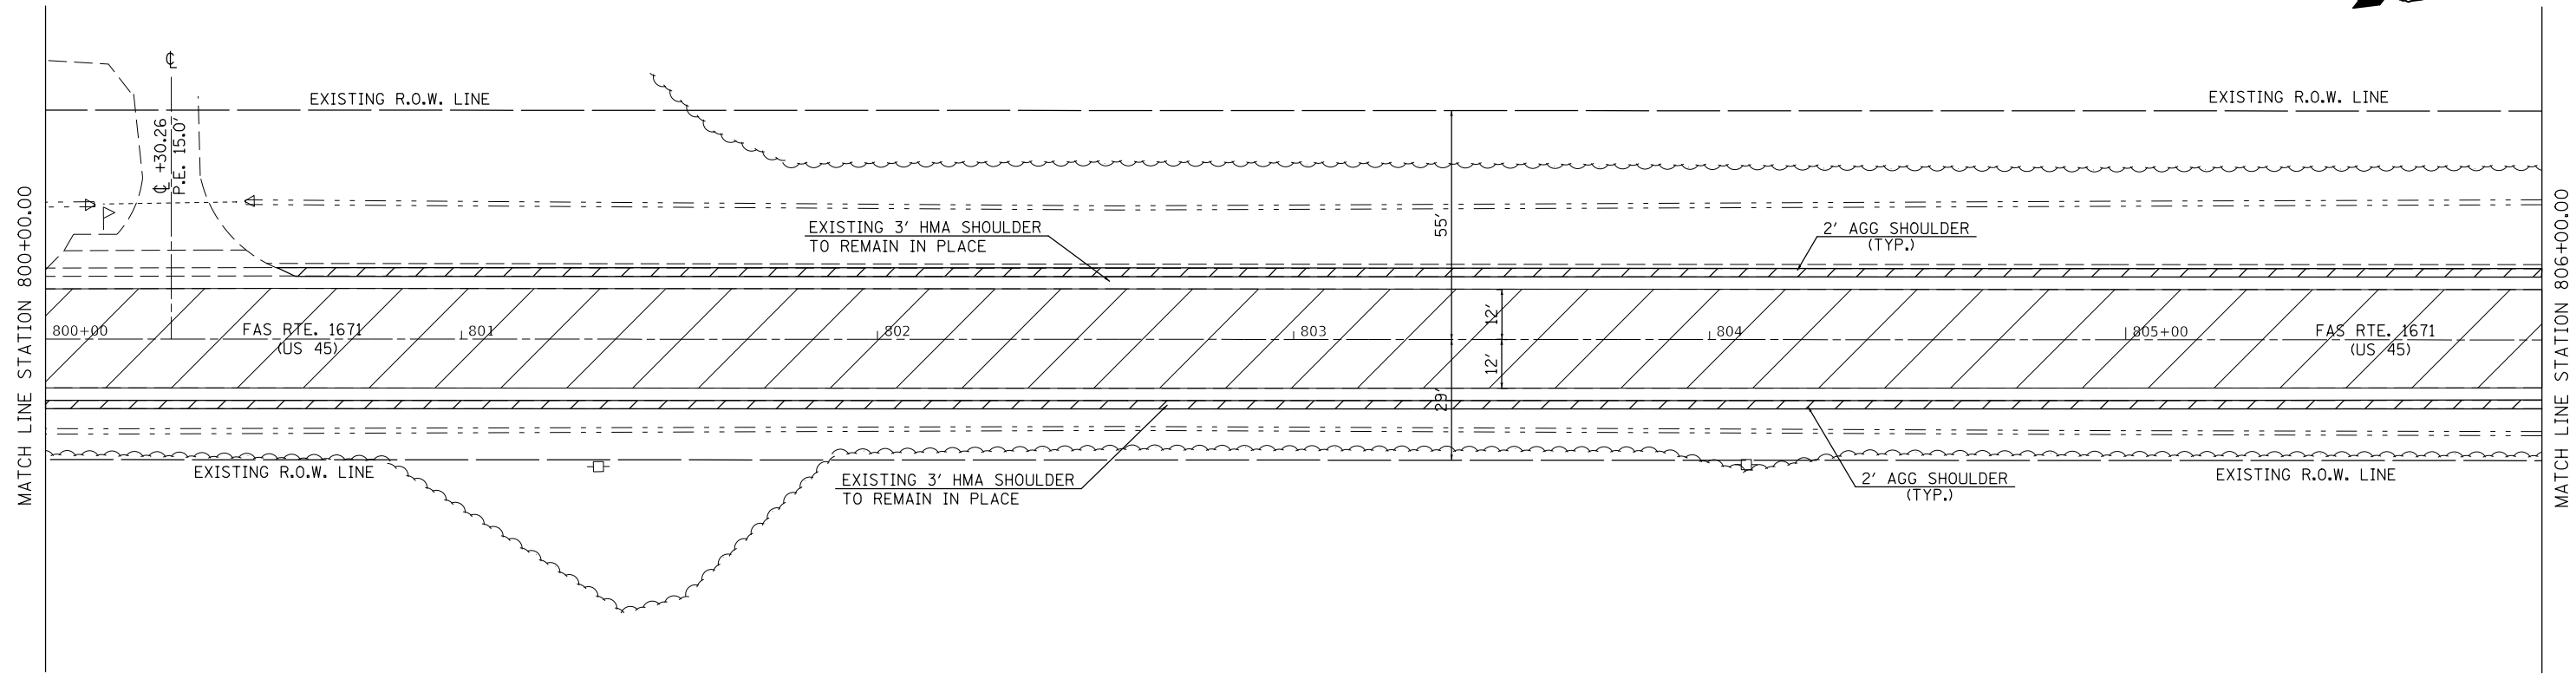 MATCH LINE STATION 800+00.00
℄
℄ +30.26
P.E. 15.0'
EXISTING R.O.W. LINE
EXISTING R.O.W. LINE
EXISTING 3' HMA SHOULDER
TO REMAIN IN PLACE
55'
2' AGG SHOULDER
(TYP.)
800+00
FAS RTE. 1671
(US 45)
801
802
803
12'
12'
29'
804
805+00
FAS RTE. 1671
(US 45)
EXISTING R.O.W. LINE
EXISTING 3' HMA SHOULDER
TO REMAIN IN PLACE
2' AGG SHOULDER
(TYP.)
EXISTING R.O.W. LINE
MATCH LINE STATION 806+00.00